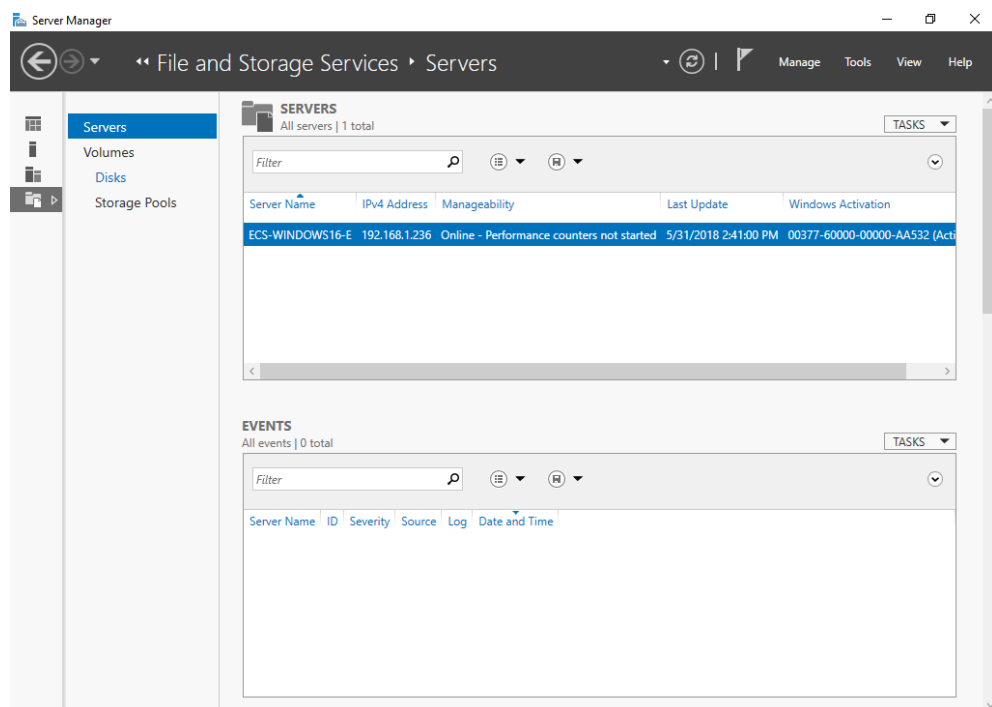 Server Manager
File and Storage Services Servers
Manage Tools View Help
Servers
Volumes
Disks
Storage Pools
SERVERS
All servers | 1 total
TASKS
Filter
Server Name IPv4 Address Manageability Last Update Windows Activation
ECS-WINDOWS16-E 192.168.1.236 Online - Performance counters not started 5/31/2018 2:41:00 PM 00377-60000-00000-AA532 (Acti
EVENTS
All events | 0 total
TASKS
Filter
Server Name ID Severity Source Log Date and Time